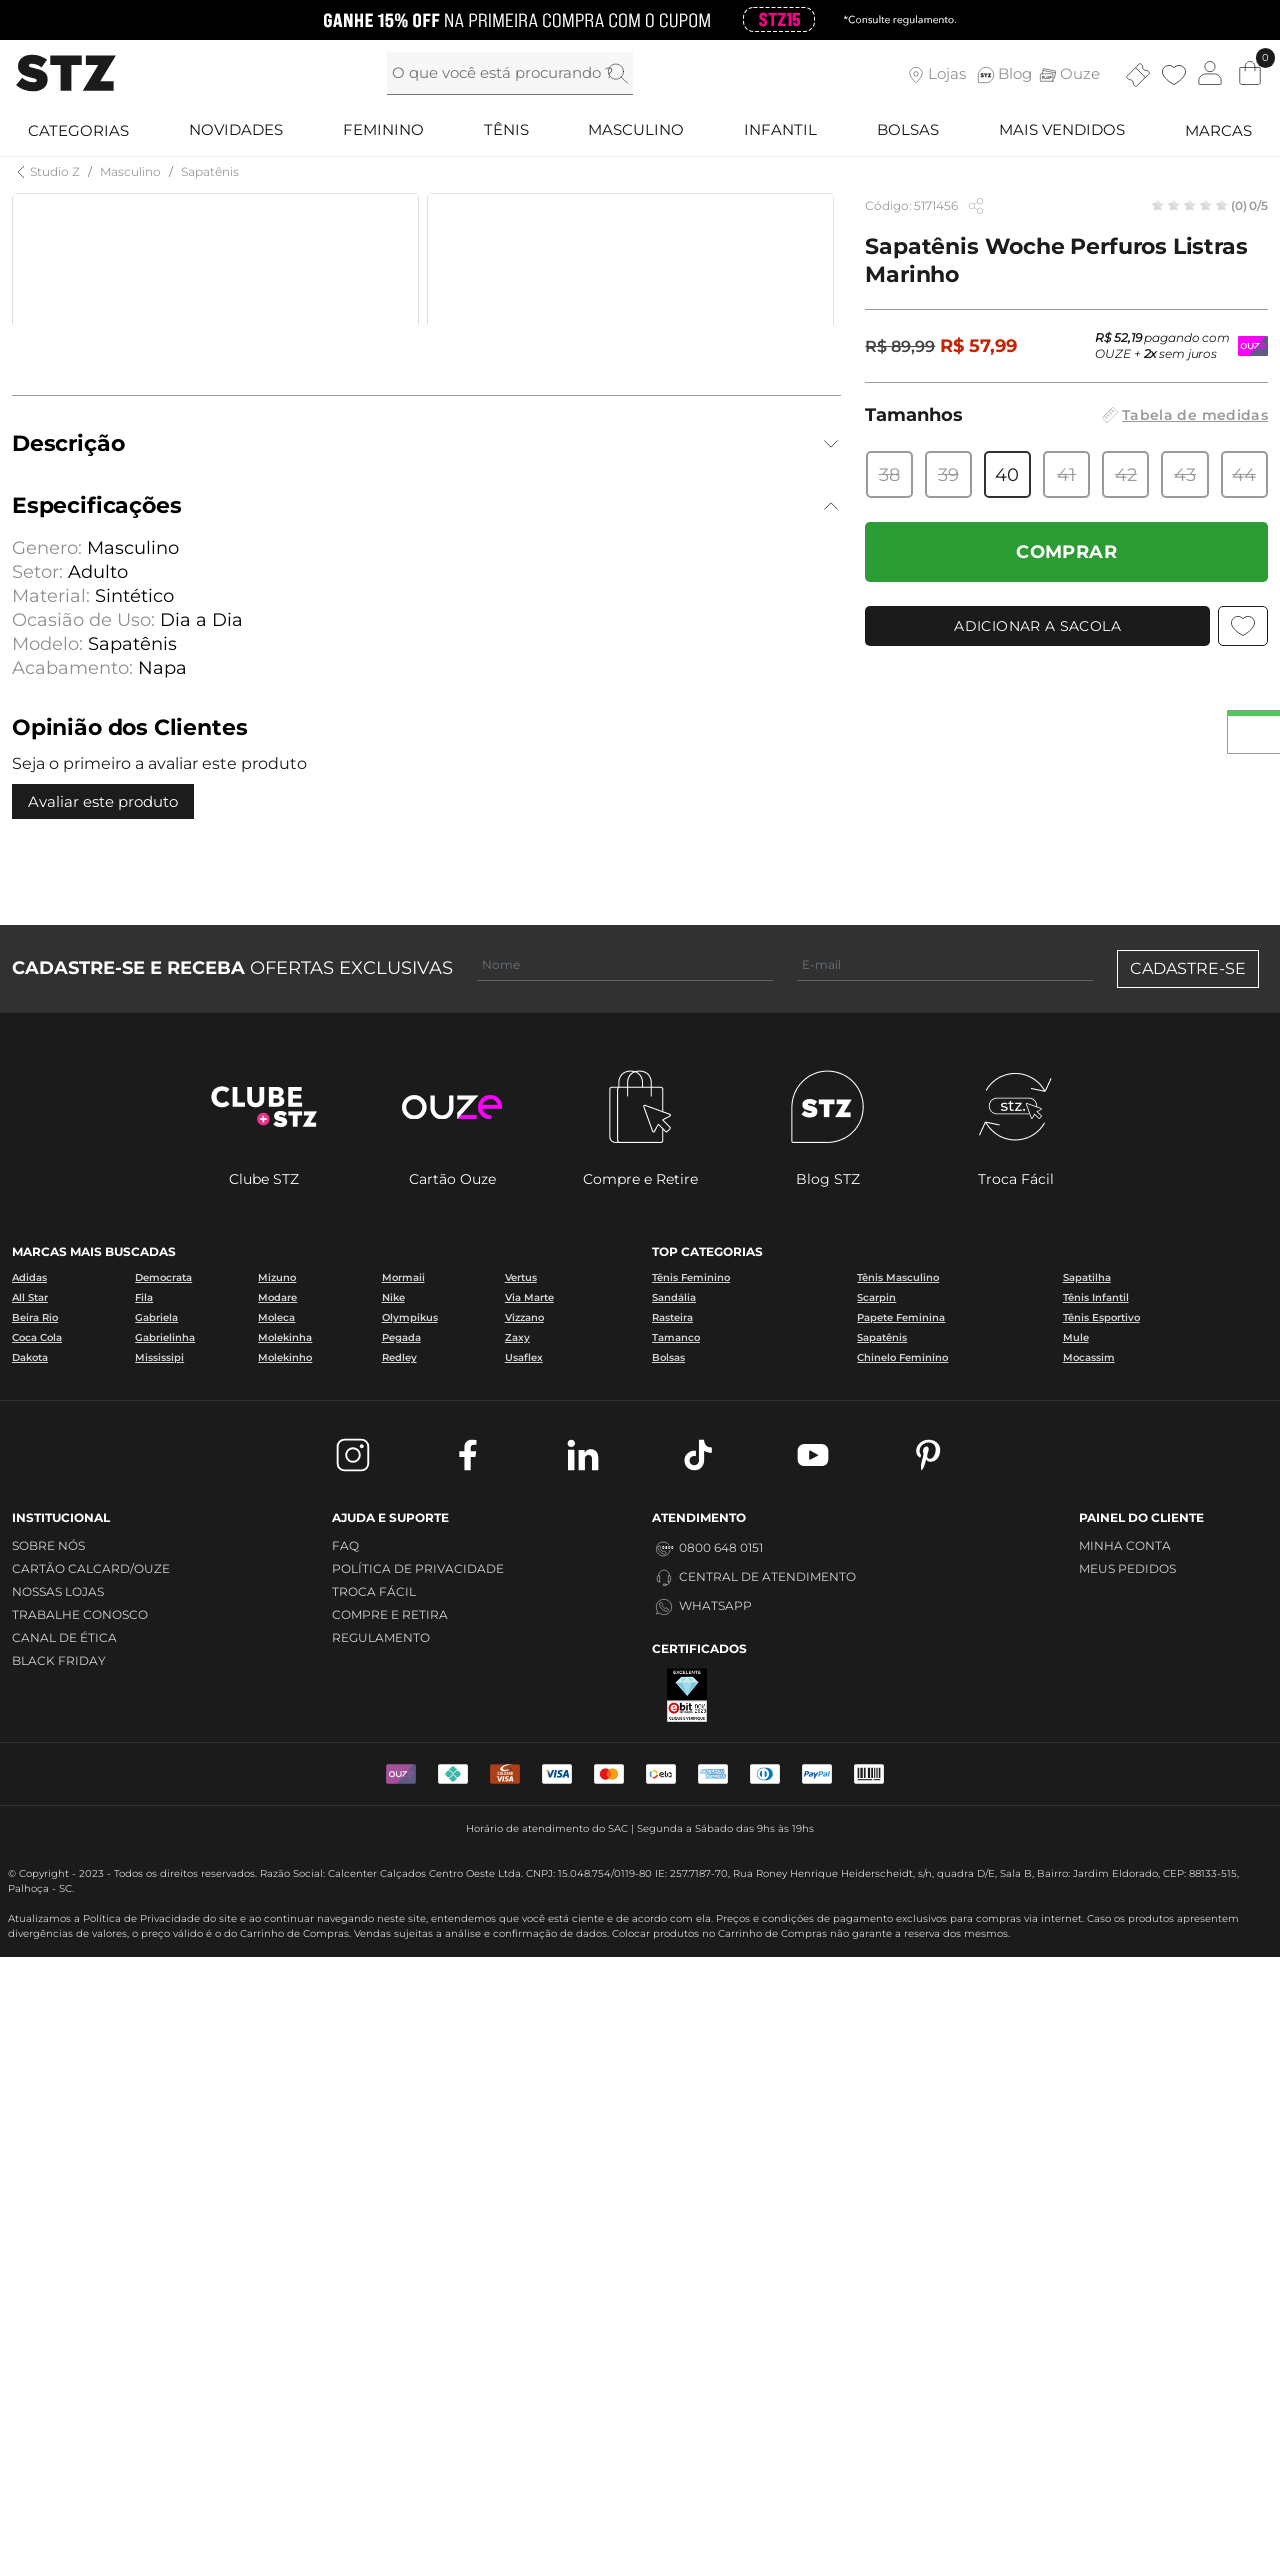 GANHE 15% OFF NA PRIMEIRA COMPRA COM O CUPOM STZ15 *Consulte regulamento.
STZ
O que você está procurando ?
Lojas STZ Blog Ouze 0
CATEGORIAS NOVIDADES FEMININO TÊNIS MASCULINO INFANTIL BOLSAS MAIS VENDIDOS MARCAS
Studio Z / Masculino / Sapatênis
Código: 5171456 (0) 0/5
Sapatênis Woche Perfuros Listras
Marinho
R$ 89,99 R$ 57,99
R$ 52,19 pagando com
OUZE + 2x sem juros
OUZE
Tamanhos Tabela de medidas
38 39 40 41 42 43 44
COMPRAR
ADICIONAR A SACOLA
Descrição
Especificações
Genero: Masculino
Setor: Adulto
Material: Sintético
Ocasião de Uso: Dia a Dia
Modelo: Sapatênis
Acabamento: Napa
Opinião dos Clientes
Seja o primeiro a avaliar este produto
Avaliar este produto
CADASTRE-SE E RECEBA OFERTAS EXCLUSIVAS Nome E-mail CADASTRE-SE
CLUBE
STZ
ouze
STZ
stz.
Clube STZ Cartão Ouze Compre e Retire Blog STZ Troca Fácil
MARCAS MAIS BUSCADAS TOP CATEGORIAS
Adidas Democrata Mizuno Mormaii Vertus Tênis Feminino Tênis Masculino Sapatilha
All Star Fila Modare Nike Via Marte Sandália Scarpin Tênis Infantil
Beira Rio Gabriela Moleca Olympikus Vizzano Rasteira Papete Feminina Tênis Esportivo
Coca Cola Gabrielinha Molekinha Pegada Zaxy Tamanco Sapatênis Mule
Dakota Mississipi Molekinho Redley Usaflex Bolsas Chinelo Feminino Mocassim
INSTITUCIONAL
SOBRE NÓS
CARTÃO CALCARD/OUZE
NOSSAS LOJAS
TRABALHE CONOSCO
CANAL DE ÉTICA
BLACK FRIDAY
AJUDA E SUPORTE
FAQ
POLÍTICA DE PRIVACIDADE
TROCA FÁCIL
COMPRE E RETIRA
REGULAMENTO
ATENDIMENTO
0800 648 0151
CENTRAL DE ATENDIMENTO
WHATSAPP
CERTIFICADOS
EXCELENTE
ebit
CLIQUE E VERIFIQUE
PAINEL DO CLIENTE
MINHA CONTA
MEUS PEDIDOS
OUZE CALCARD VISA VISA elo AMERICAN EXPRESS PayPal
Horário de atendimento do SAC | Segunda a Sábado das 9hs às 19hs
© Copyright - 2023 - Todos os direitos reservados. Razão Social: Calcenter Calçados Centro Oeste Ltda. CNPJ: 15.048.754/0119-80 IE: 257.7187-70, Rua Roney Henrique Heiderscheidt, s/n, quadra D/E, Sala B, Bairro: Jardim Eldorado, CEP: 88133-515,
Palhoça - SC.
Atualizamos a Política de Privacidade do site e ao continuar navegando neste site, entendemos que você está ciente e de acordo com ela. Preços e condições de pagamento exclusivos para compras via internet. Caso os produtos apresentem
divergências de valores, o preço válido é o do Carrinho de Compras. Vendas sujeitas a análise e confirmação de dados. Colocar produtos no Carrinho de Compras não garante a reserva dos mesmos.